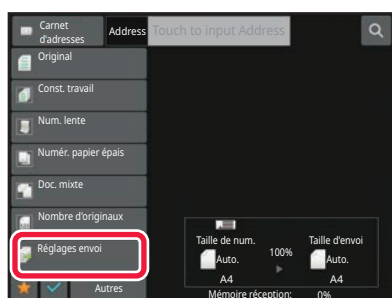 Carnet
d'adresses
Address
Touch to input Address
Original
Const. travail
Num. lente
Numér. papier épais
Doc. mixte
Nombre d'originaux
Réglages envoi
Autres
Taille de num.
Auto.
A4
100%
Taille d'envoi
Auto.
A4
Mémoire réception: 0%